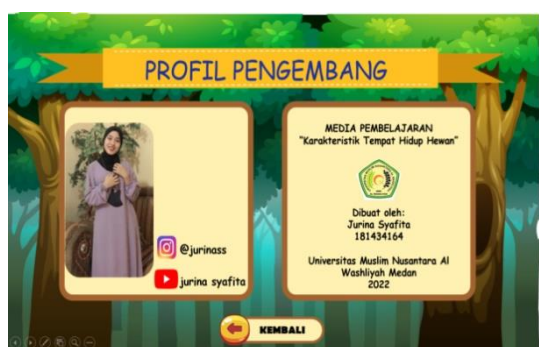 PROFIL PENGEMBANG
@jurinass
jurina syafita
MEDIA PEMBELAJARAN
"Karakteristik Tempat Hidup Hewan"
Dibuat oleh:
Jurina Syafita
181434164
Universitas Muslim Nusantara Al
Washliyah Medan
2022
KEMBALI